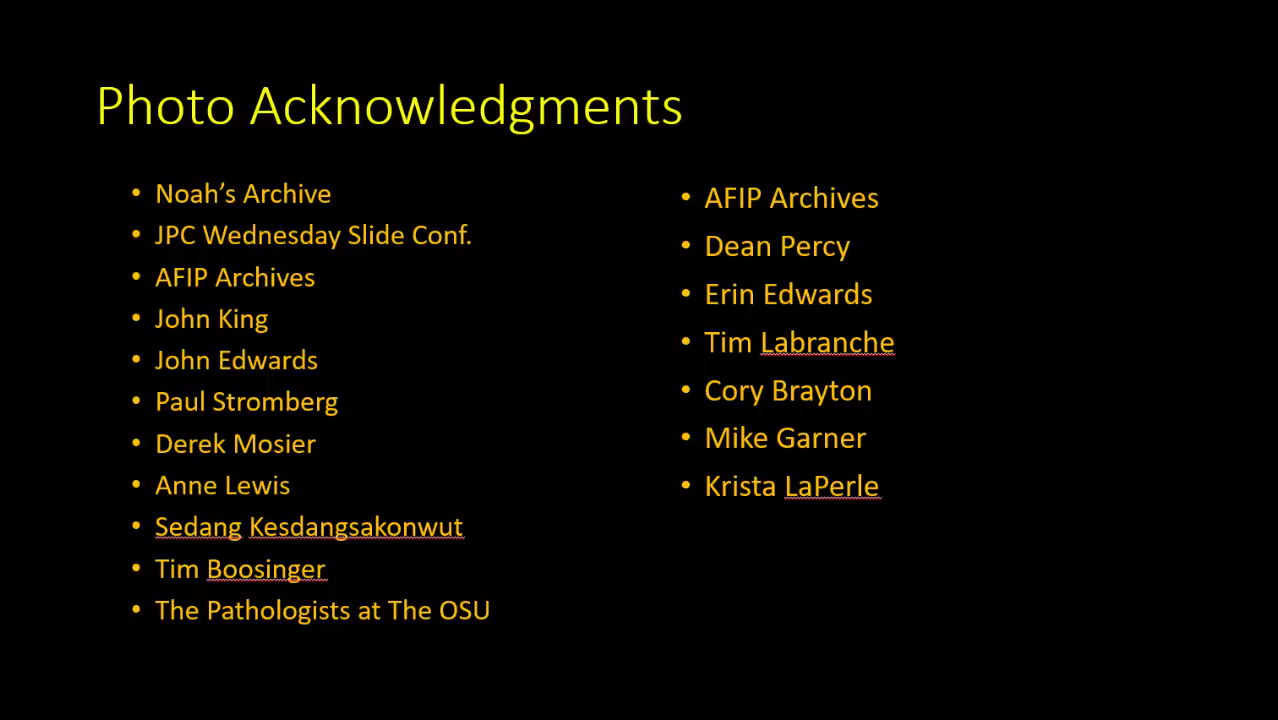 Photo Acknowledgments
• Noah’s Archive
• JPC Wednesday Slide Conf.
• AFIP Archives
• John King
• John Edwards
• Paul Stromberg
• Derek Mosier
• Anne Lewis
• Sedang Kesdangsakonwut
• Tim Boosinger
• The Pathologists at The OSU
• AFIP Archives
• Dean Percy
• Erin Edwards
• Tim Labranche
• Cory Brayton
• Mike Garner
• Krista LaPerle